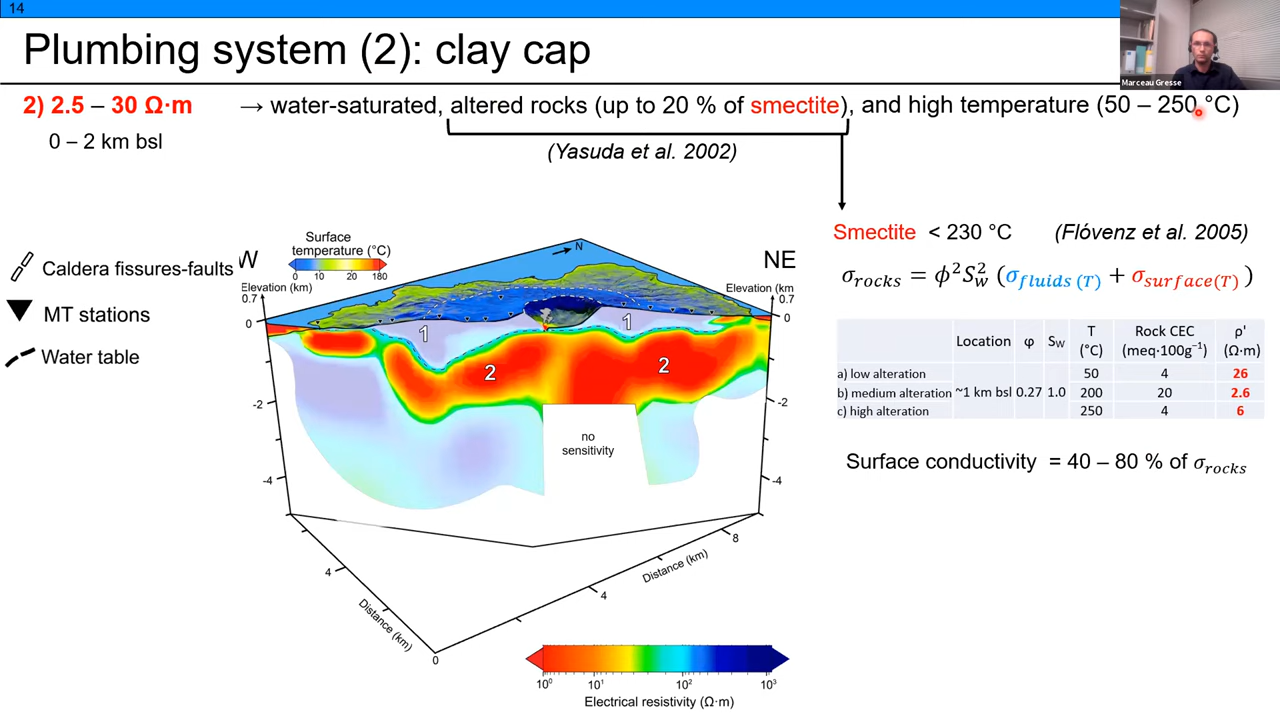 14
Plumbing system (2): clay cap
Marceau Gresse
2) 2.5 – 30 Ω·m → water-saturated, altered rocks (up to 20 % of smectite), and high temperature (50 – 250 °C)
0 – 2 km bsl
(Yasuda et al. 2002)
Caldera fissures-faults
MT stations
Water table
Surface
temperature (°C)
0 10 20 180
N
W
NE
Elevation (km)
0.7
0
-2
-4
Elevation (km
0.7
0
-2
-4
1
1
2
2
no
sensitivity
4
Distance (km)
0
4
8
Distance (km)
10⁰ 10¹ 10² 10³
Electrical resistivity (Ω·m)
Smectite < 230 °C (Flóvenz et al. 2005)
σ_rocks = ϕ²S_w² (σ_fluids (T) + σ_surface(T))
Location φ S_W T (°C) Rock CEC (meq·100g⁻¹) ρ' (Ω·m)
a) low alteration 50 4 26
b) medium alteration ~1 km bsl 0.27 1.0 200 20 2.6
c) high alteration 250 4 6
Surface conductivity = 40 – 80 % of σ_rocks